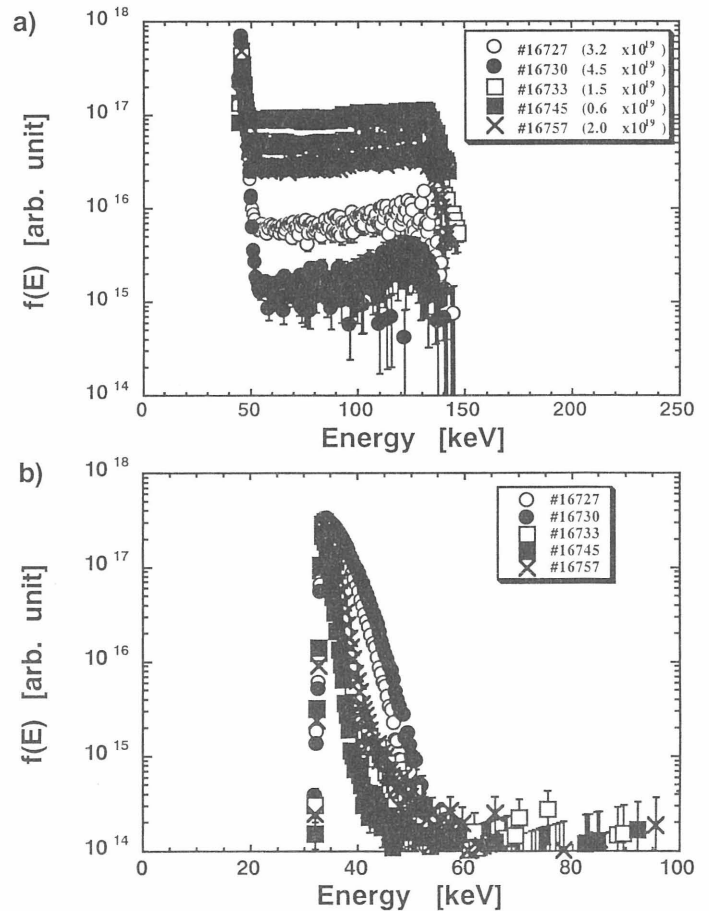 a)
f(E) [arb. unit]
10 18
10 17
10 16
10 15
10 14
#16727 (3.2 x10 19)
#16730 (4.5 x10 19)
#16733 (1.5 x10 19)
#16745 (0.6 x10 19)
#16757 (2.0 x10 19)
0 50 100 150 200 250
Energy [keV]
b)
f(E) [arb. unit]
10 18
10 17
10 16
10 15
10 14
#16727
#16730
#16733
#16745
#16757
0 20 40 60 80 100
Energy [keV]